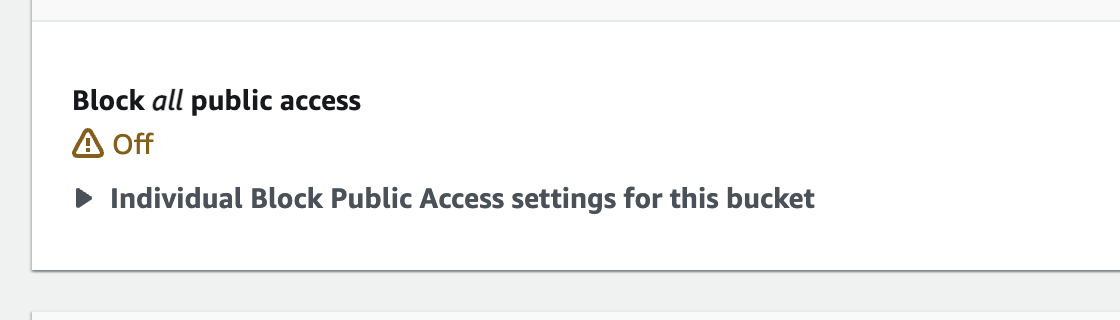 Block all public access
Off
Individual Block Public Access settings for this bucket